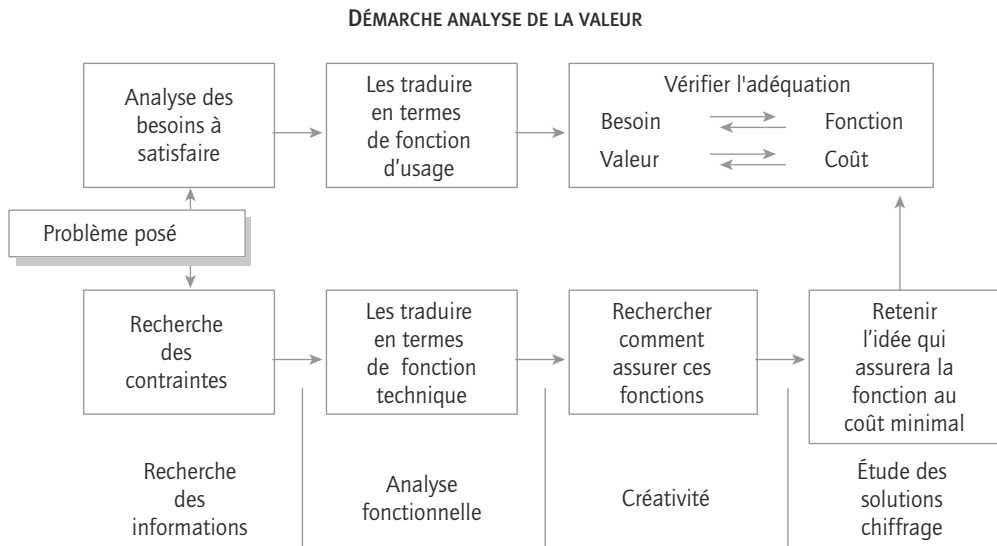 DÉMARCHE ANALYSE DE LA VALEUR
Analyse des
besoins à
satisfaire
Les traduire
en termes
de fonction
d'usage
Vérifier l'adéquation
Besoin Fonction
Valeur Coût
Problème posé
Recherche
des
contraintes
Les traduire
en termes
de fonction
technique
Rechercher
comment
assurer ces
fonctions
Retenir
l'idée qui
assurera la
fonction au
coût minimal
Recherche
des
informations
Analyse
fonctionnelle
Créativité
Étude des
solutions
chiffrage